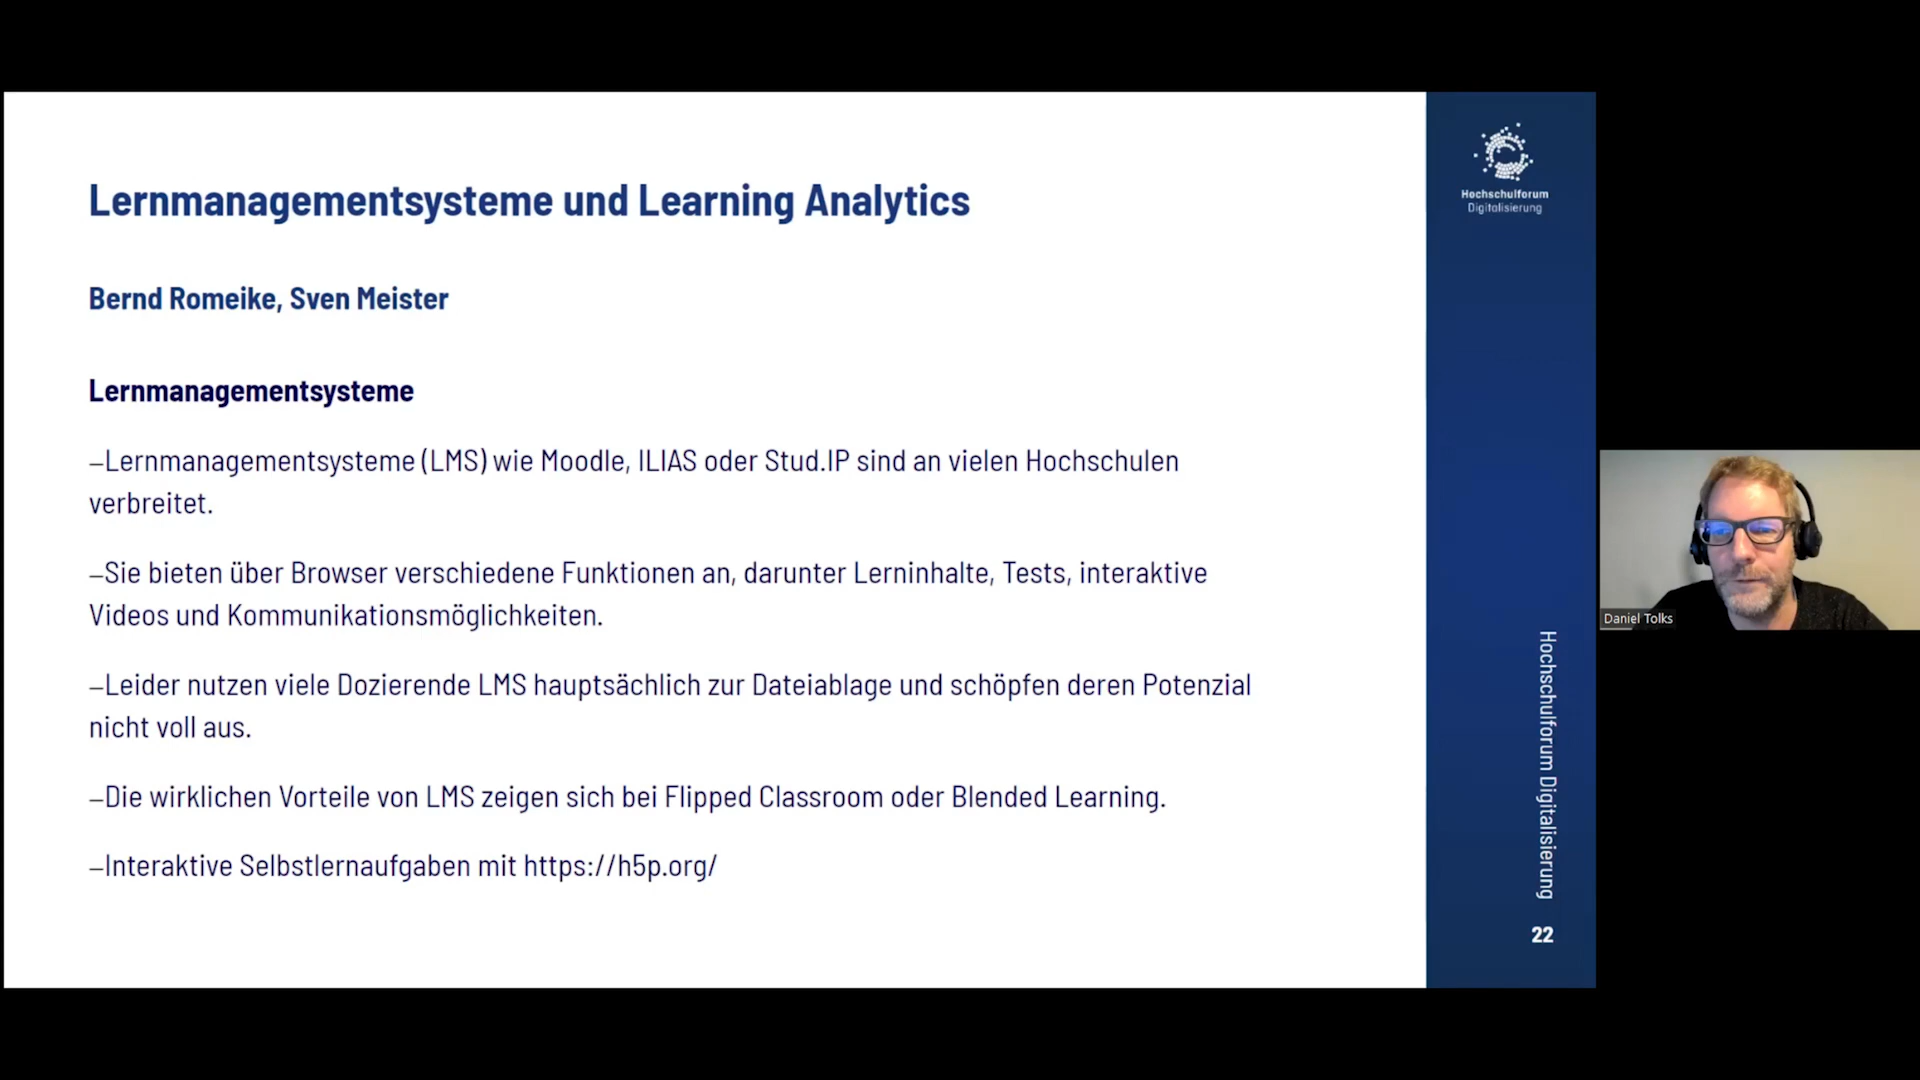 Lernmanagementsysteme und Learning Analytics
Bernd Romeike, Sven Meister
Lernmanagementsysteme
–Lernmanagementsysteme (LMS) wie Moodle, ILIAS oder Stud.IP sind an vielen Hochschulen
verbreitet.
–Sie bieten über Browser verschiedene Funktionen an, darunter Lerninhalte, Tests, interaktive
Videos und Kommunikationsmöglichkeiten.
–Leider nutzen viele Dozierende LMS hauptsächlich zur Dateiablage und schöpfen deren Potenzial
nicht voll aus.
–Die wirklichen Vorteile von LMS zeigen sich bei Flipped Classroom oder Blended Learning.
–Interaktive Selbstlernaufgaben mit https://h5p.org/
Hochschulforum
Digitalisierung
Hochschulforum Digitalisierung
22
Daniel Tolks